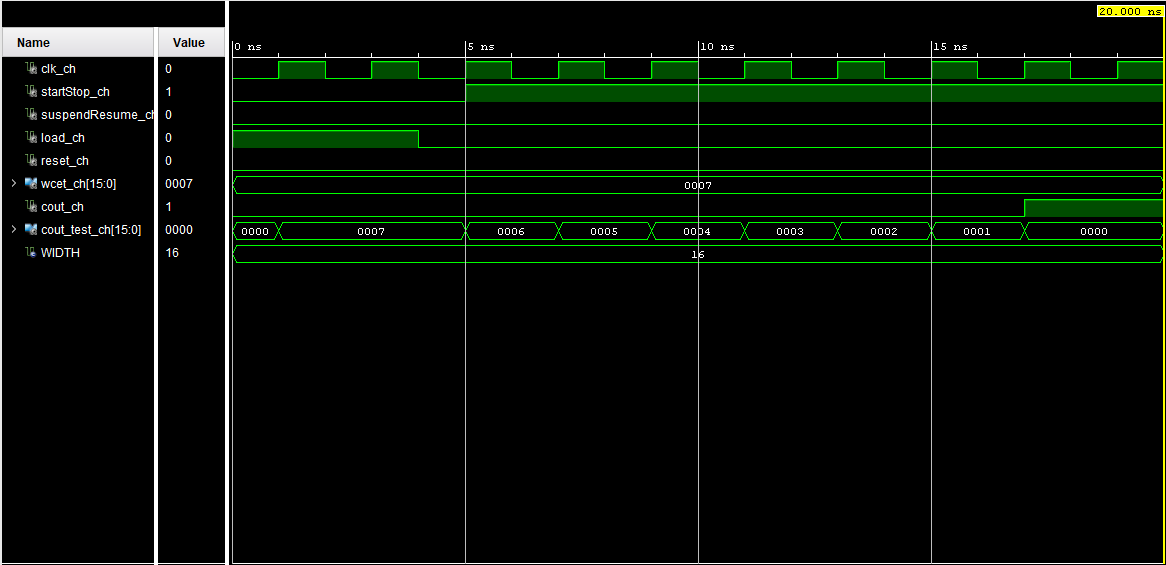 20.000 ns
Name Value
0 ns 5 ns 10 ns 15 ns
clk_ch 0
startStop_ch 1
suspendResume_ch 0
load_ch 0
reset_ch 0
wcet_ch[15:0] 0007 0007
cout_ch 1
cout_test_ch[15:0] 0000 0000 0007 0006 0005 0004 0003 0002 0001 0000
WIDTH 16 16